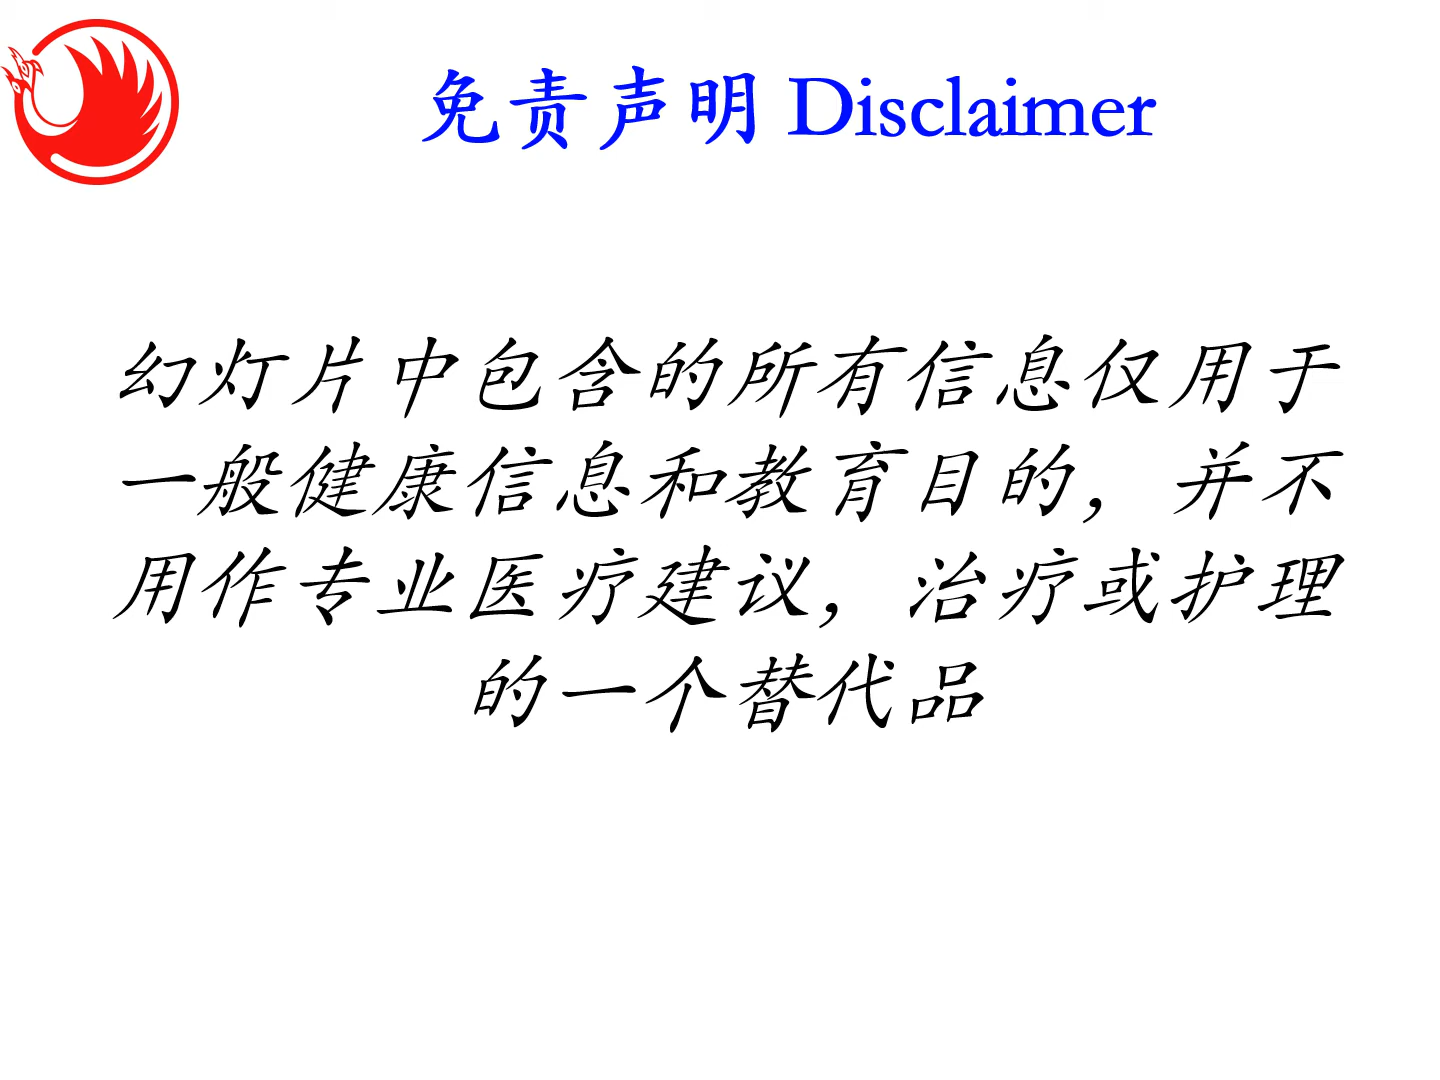 免责声明 Disclaimer
幻灯片中包含的所有信息仅用于
一般健康信息和教育目的，并不
用作专业医疗建议，治疗或护理
的一个替代品